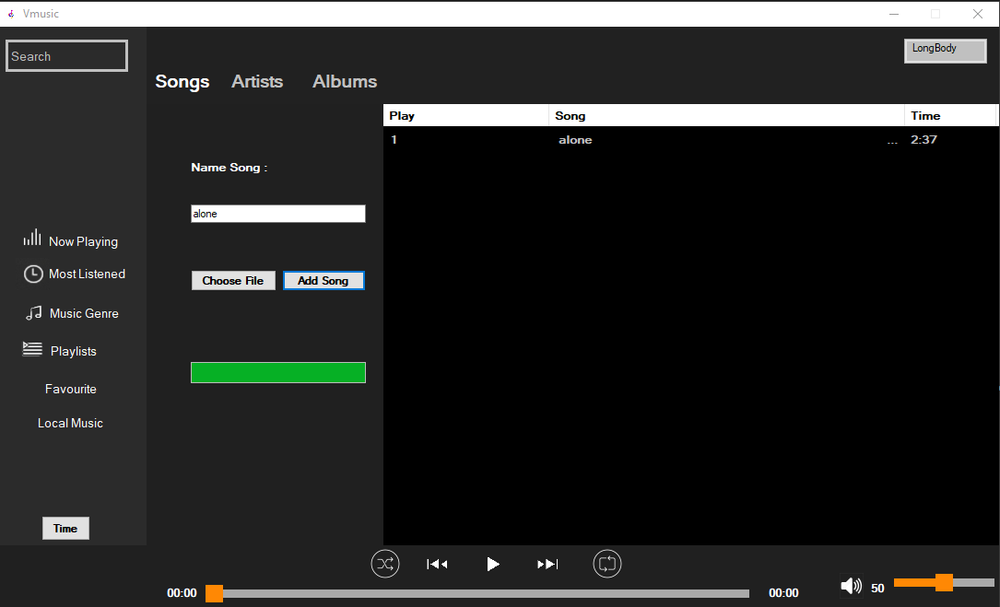 Vmusic
Search
LongBody
Songs Artists Albums
Play Song Time
1 alone ... 2:37
Name Song :
alone
Choose File Add Song
Now Playing
Most Listened
Music Genre
Playlists
Favourite
Local Music
Time
00:00 00:00 50